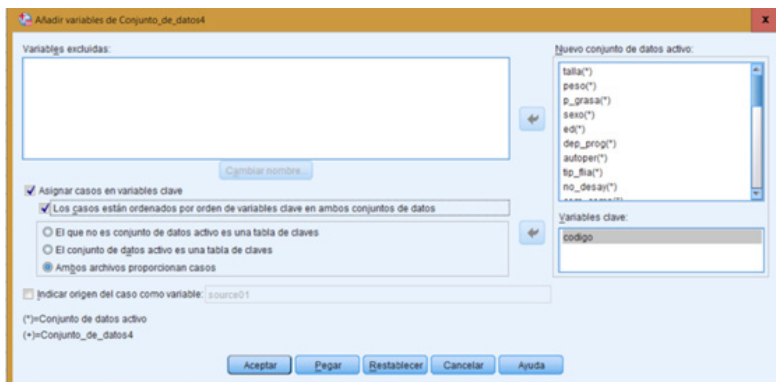 Añadir variables de Conjunto_de_datos4
x
Variables excluidas:
Nuevo conjunto de datos activo:
talla(*)
peso(*)
p_grasa(*)
sexo(*)
ed(*)
dep_prog(*)
autoper(*)
tip_flia(*)
no_desay(*)
Cambiar nombre...
Asignar casos en variables clave
Los casos están ordenados por orden de variables clave en ambos conjuntos de datos
El que no es conjunto de datos activo es una tabla de claves
El conjunto de datos activo es una tabla de claves
Ambos archivos proporcionan casos
Variables clave:
codigo
Indicar origen del caso como variable: source01
(*)=Conjunto de datos activo
(+)=Conjunto_de_datos4
Aceptar
Pegar
Restablecer
Cancelar
Ayuda